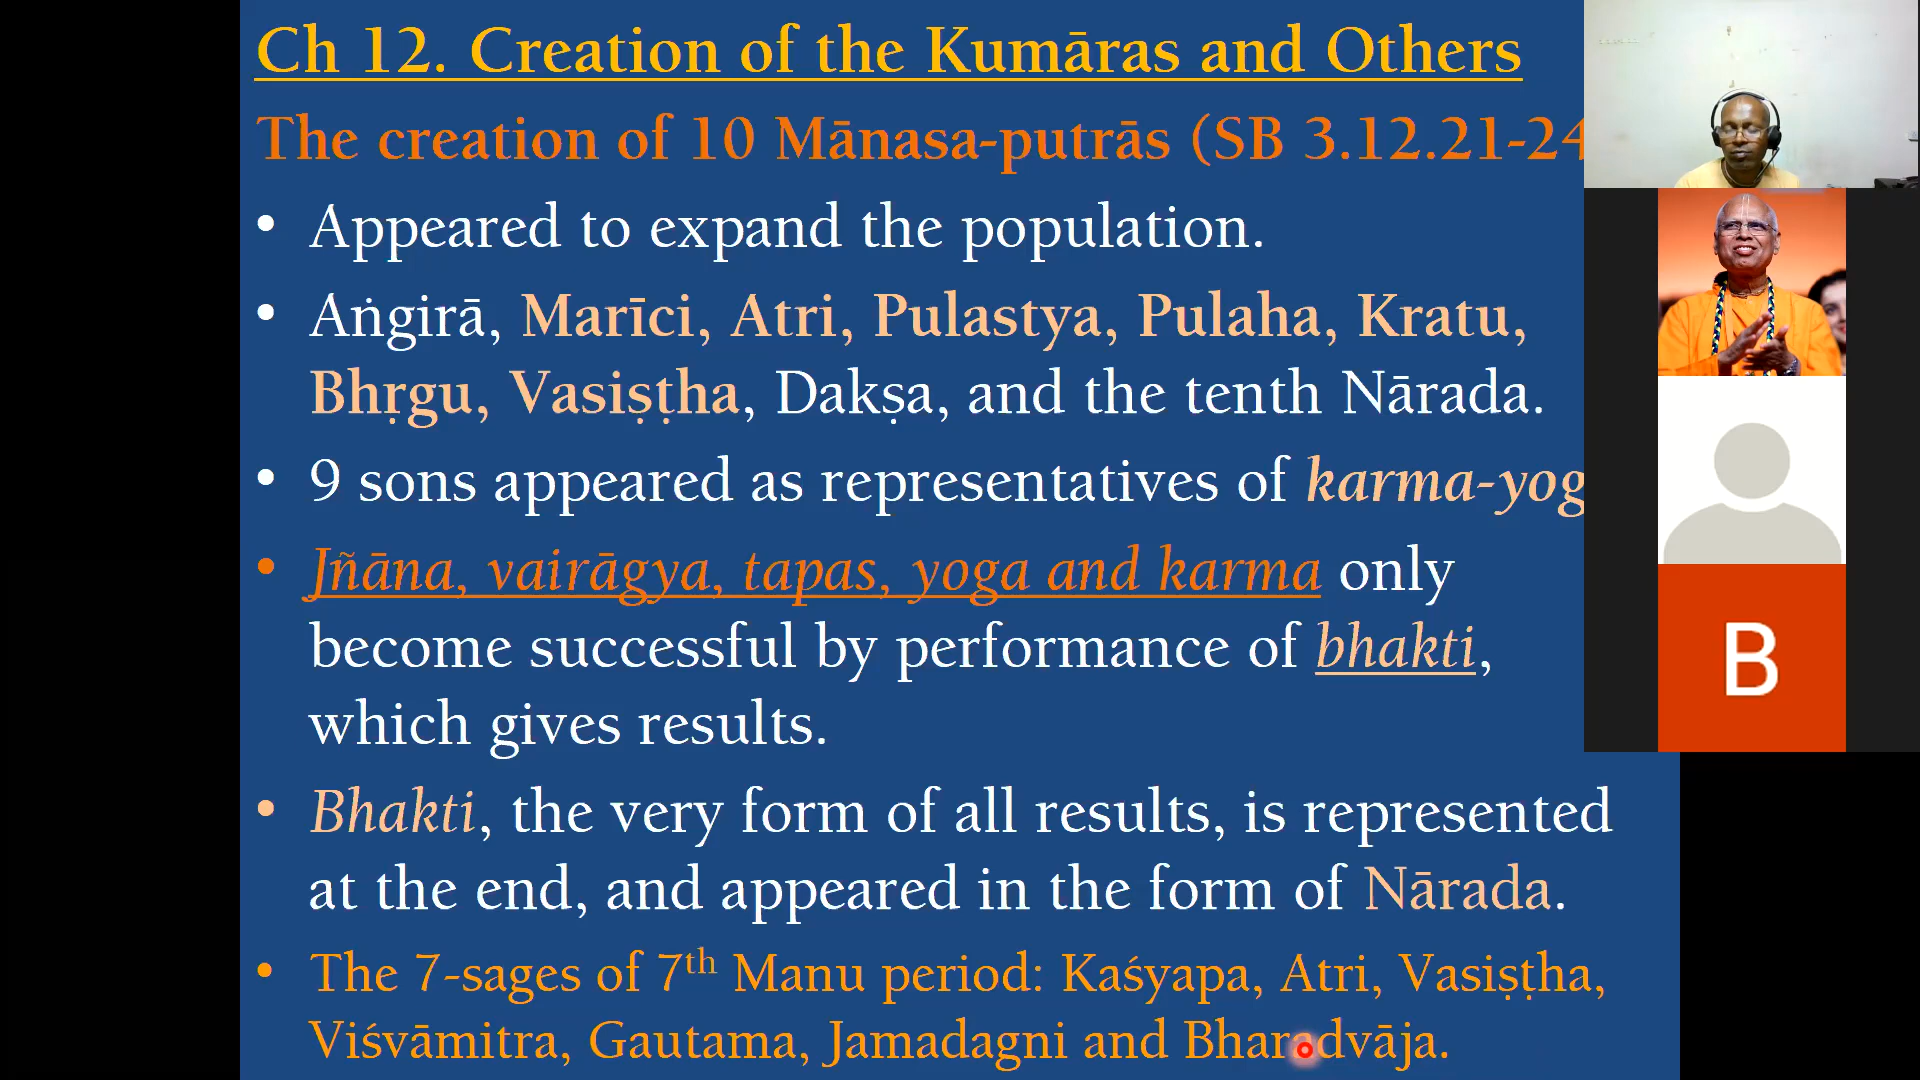 Ch 12. Creation of the Kumāras and Others
The creation of 10 Mānasa-putrās (SB 3.12.21-24
• Appeared to expand the population.
• Aṅgirā, Marīci, Atri, Pulastya, Pulaha, Kratu,
Bhṛgu, Vasiṣṭha, Dakṣa, and the tenth Nārada.
• 9 sons appeared as representatives of karma-yog
• Jñāna, vairāgya, tapas, yoga and karma only
become successful by performance of bhakti,
which gives results.
• Bhakti, the very form of all results, is represented
at the end, and appeared in the form of Nārada.
• The 7-sages of 7th Manu period: Kaśyapa, Atri, Vasiṣṭha,
Viśvāmitra, Gautama, Jamadagni and Bharadvāja.
B